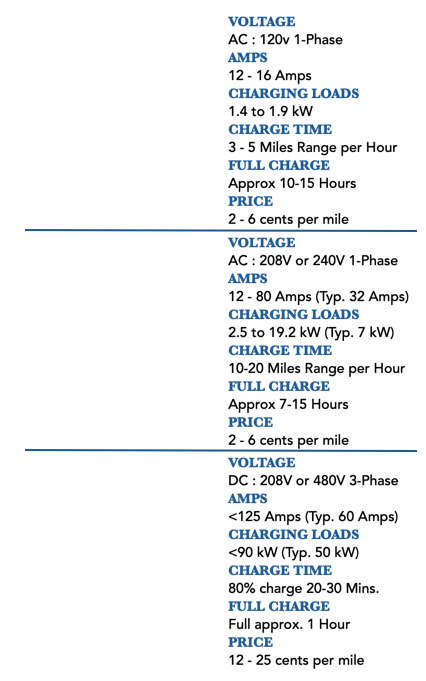 VOLTAGE
AC : 120v 1-Phase
AMPS
12 - 16 Amps
CHARGING LOADS
1.4 to 1.9 kW
CHARGE TIME
3 - 5 Miles Range per Hour
FULL CHARGE
Approx 10-15 Hours
PRICE
2 - 6 cents per mile
VOLTAGE
AC : 208V or 240V 1-Phase
AMPS
12 - 80 Amps (Typ. 32 Amps)
CHARGING LOADS
2.5 to 19.2 kW (Typ. 7 kW)
CHARGE TIME
10-20 Miles Range per Hour
FULL CHARGE
Approx 7-15 Hours
PRICE
2 - 6 cents per mile
VOLTAGE
DC : 208V or 480V 3-Phase
AMPS
<125 Amps (Typ. 60 Amps)
CHARGING LOADS
<90 kW (Typ. 50 kW)
CHARGE TIME
80% charge 20-30 Mins.
FULL CHARGE
Full approx. 1 Hour
PRICE
12 - 25 cents per mile